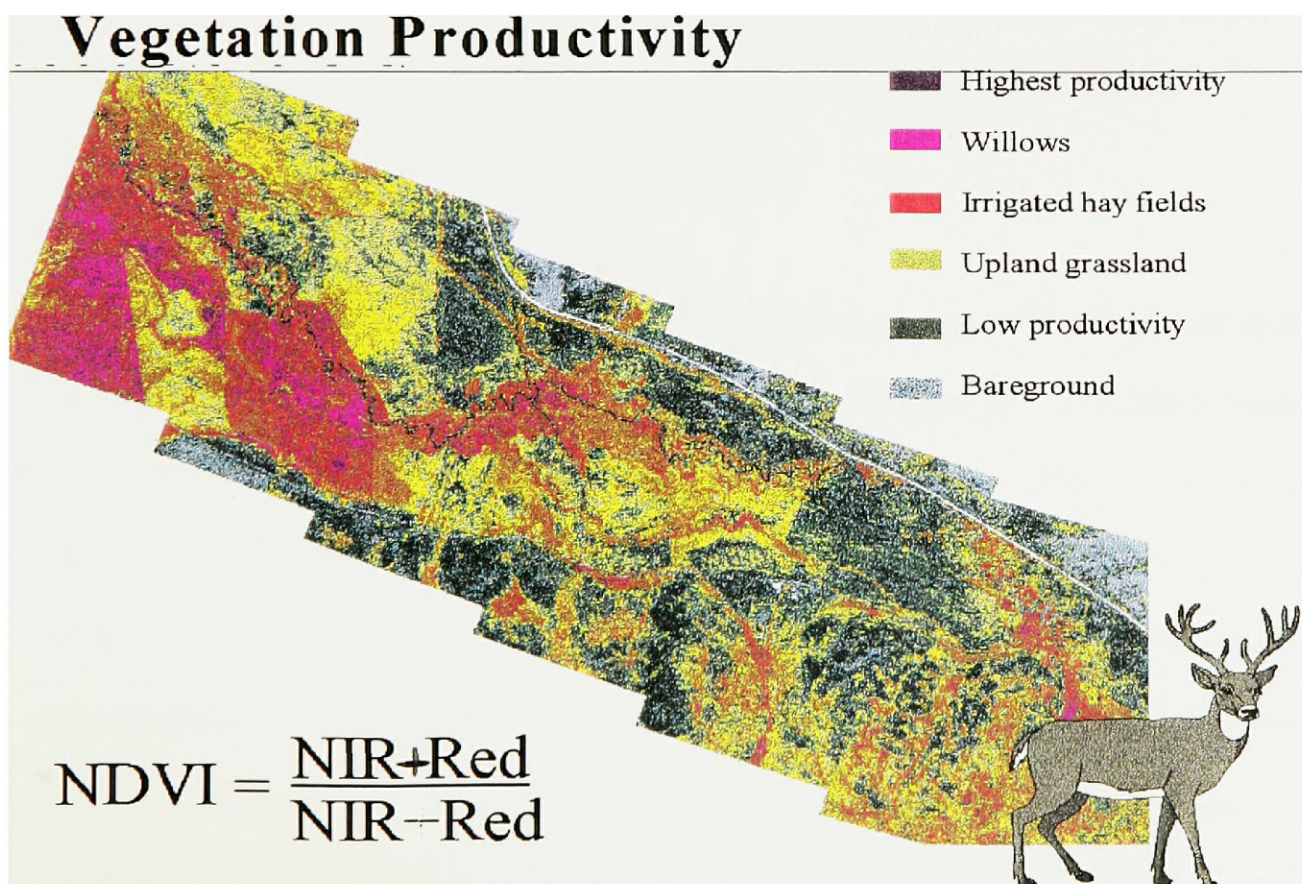 Vegetation Productivity
Highest productivity
Willows
Irrigated hay fields
Upland grassland
Low productivity
Bareground
NDVI = NIR+Red
NIR-Red